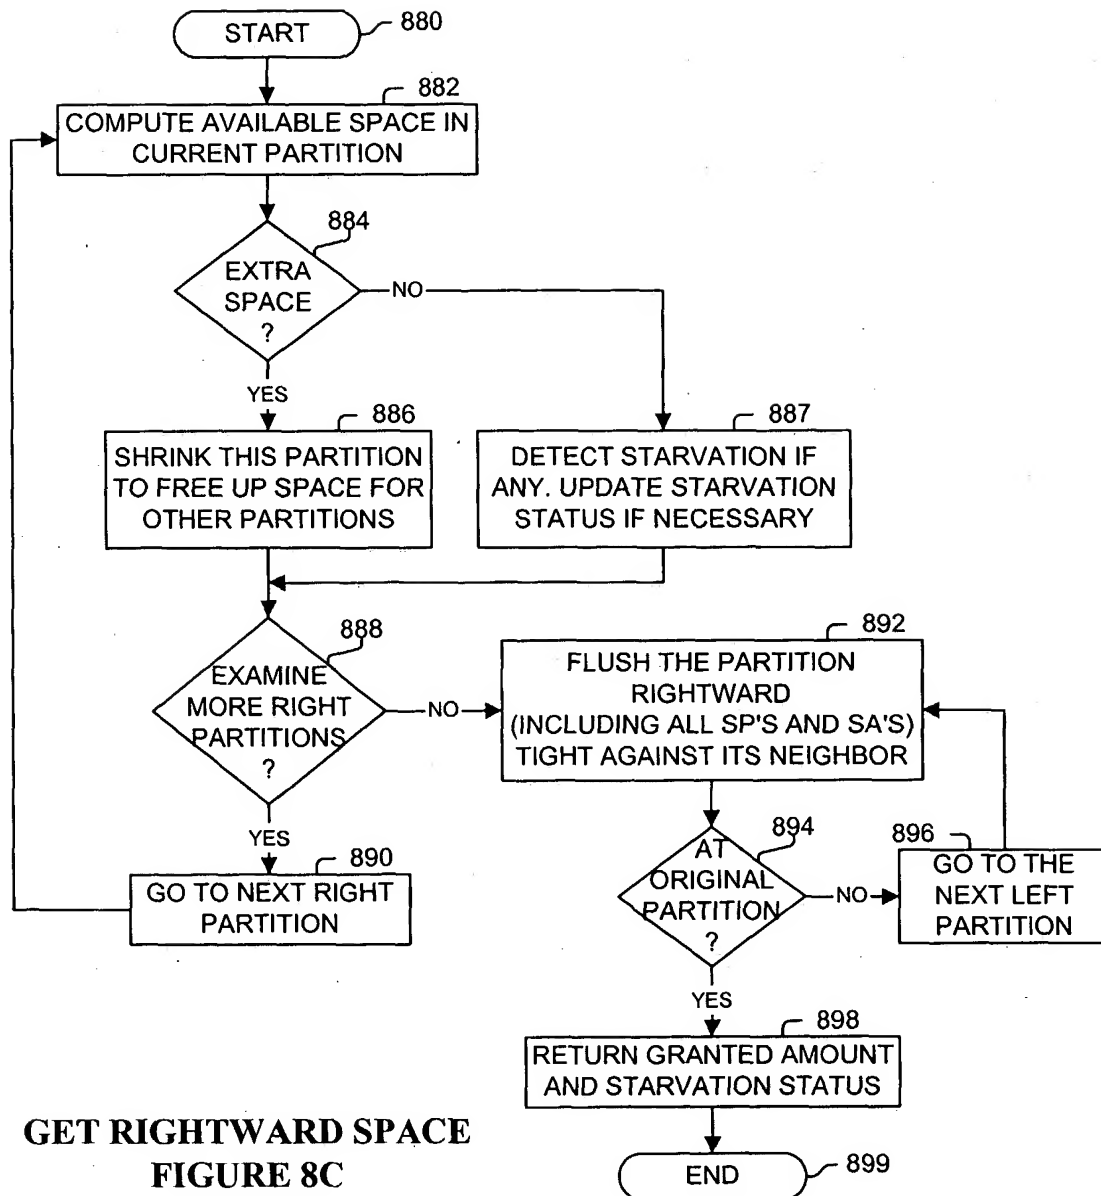 START
880
882
COMPUTE AVAILABLE SPACE IN
CURRENT PARTITION
884
EXTRA
SPACE
?
NO
YES
886
SHRINK THIS PARTITION
TO FREE UP SPACE FOR
OTHER PARTITIONS
887
DETECT STARVATION IF
ANY. UPDATE STARVATION
STATUS IF NECESSARY
888
EXAMINE
MORE RIGHT
PARTITIONS
?
NO
YES
890
GO TO NEXT RIGHT
PARTITION
892
FLUSH THE PARTITION
RIGHTWARD
(INCLUDING ALL SP'S AND SA'S)
TIGHT AGAINST ITS NEIGHBOR
894
AT
ORIGINAL
PARTITION
?
NO
YES
896
GO TO THE
NEXT LEFT
PARTITION
898
RETURN GRANTED AMOUNT
AND STARVATION STATUS
END
899
GET RIGHTWARD SPACE
FIGURE 8C